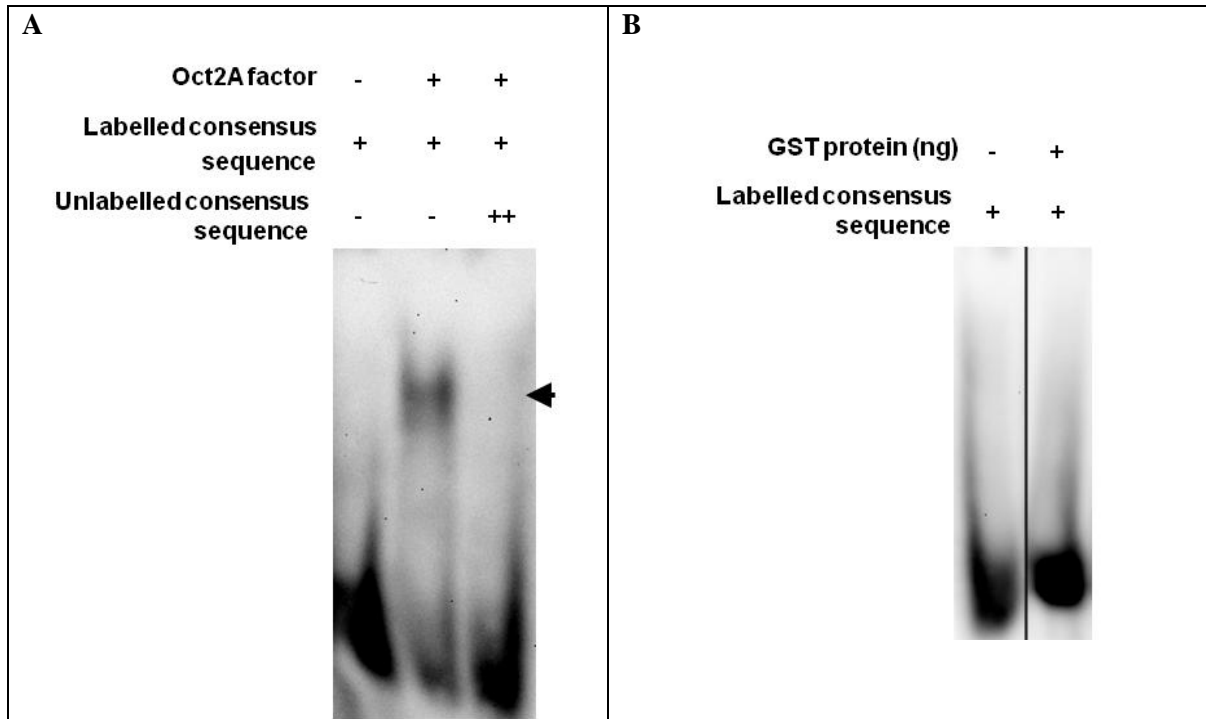 A
Oct2A factor - + +
Labelled consensus
sequence + + +
Unlabelled consensus
sequence - - ++
B
GST protein (ng) - +
Labelled consensus
sequence + +